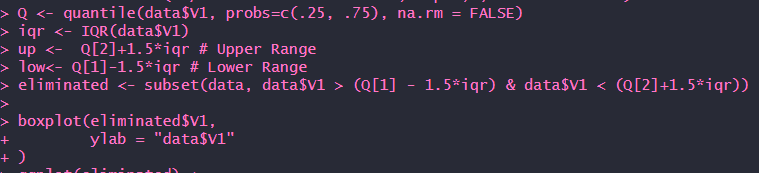 > Q <- quantile(data$V1, probs=c(.25, .75), na.rm = FALSE)
> iqr <- IQR(data$V1)
> up <-  Q[2]+1.5*iqr # Upper Range
> low<- Q[1]-1.5*iqr # Lower Range
> eliminated <- subset(data, data$V1 > (Q[1] - 1.5*iqr) & data$V1 < (Q[2]+1.5*iqr))
>
> boxplot(eliminated$V1,
+         ylab = "data$V1"
+ )